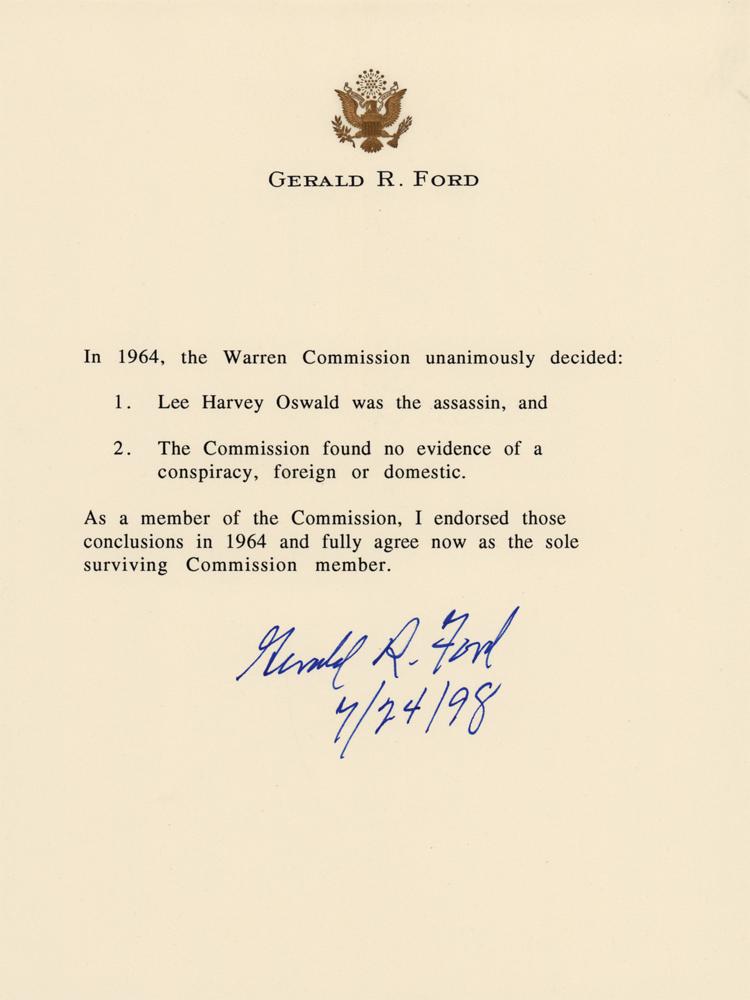 GERALD R. FORD
In 1964, the Warren Commission unanimously decided:
1. Lee Harvey Oswald was the assassin, and
2. The Commission found no evidence of a
conspiracy, foreign or domestic.
As a member of the Commission, I endorsed those
conclusions in 1964 and fully agree now as the sole
surviving Commission member.
Gerald R. Ford
7/24/98